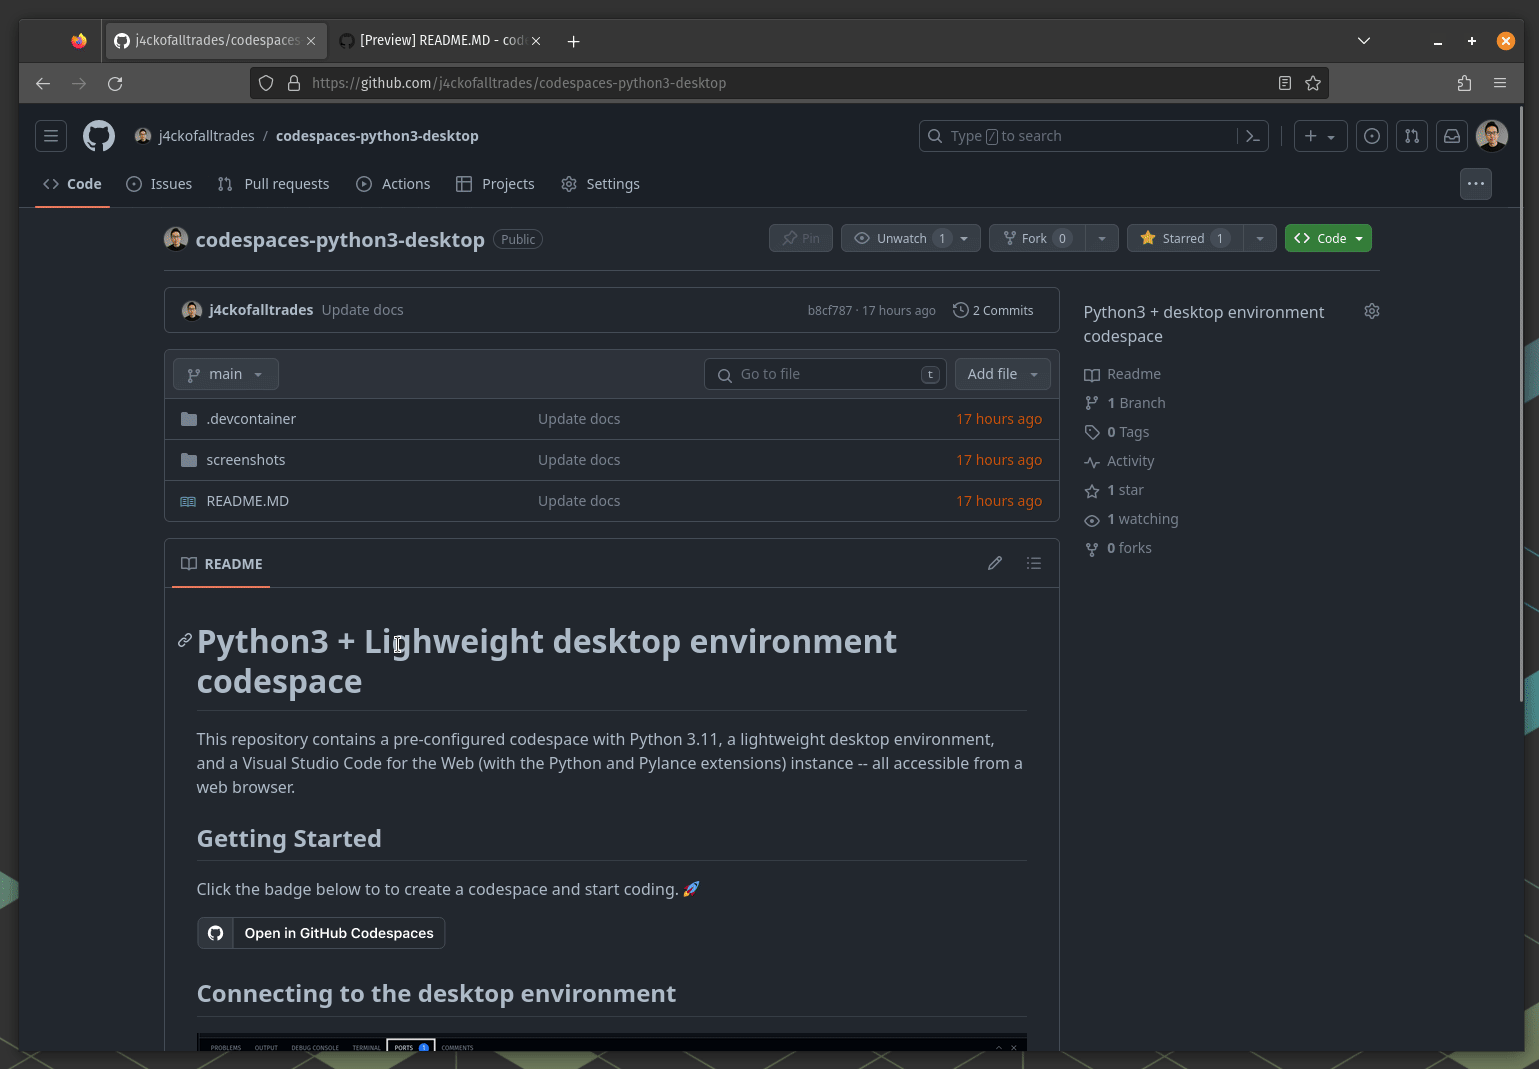 j4ckofalltrades/codespaces
[Preview] README.MD - code
https://github.com/j4ckofalltrades/codespaces-python3-desktop
j4ckofalltrades / codespaces-python3-desktop
Type / to search
Code Issues Pull requests Actions Projects Settings
codespaces-python3-desktop Public
Pin Unwatch 1 Fork 0 Starred 1 Code
j4ckofalltrades Update docs b8cf787 · 17 hours ago 2 Commits
main Go to file t Add file
.devcontainer Update docs 17 hours ago
screenshots Update docs 17 hours ago
README.MD Update docs 17 hours ago
Python3 + desktop environment
codespace
Readme
1 Branch
0 Tags
Activity
1 star
1 watching
0 forks
README
Python3 + Lighweight desktop environment
codespace
This repository contains a pre-configured codespace with Python 3.11, a lightweight desktop environment,
and a Visual Studio Code for the Web (with the Python and Pylance extensions) instance -- all accessible from a
web browser.
Getting Started
Click the badge below to to create a codespace and start coding. 🚀
Open in GitHub Codespaces
Connecting to the desktop environment
PROBLEMS OUTPUT DEBUG CONSOLE TERMINAL PORTS 1 COMMENTS